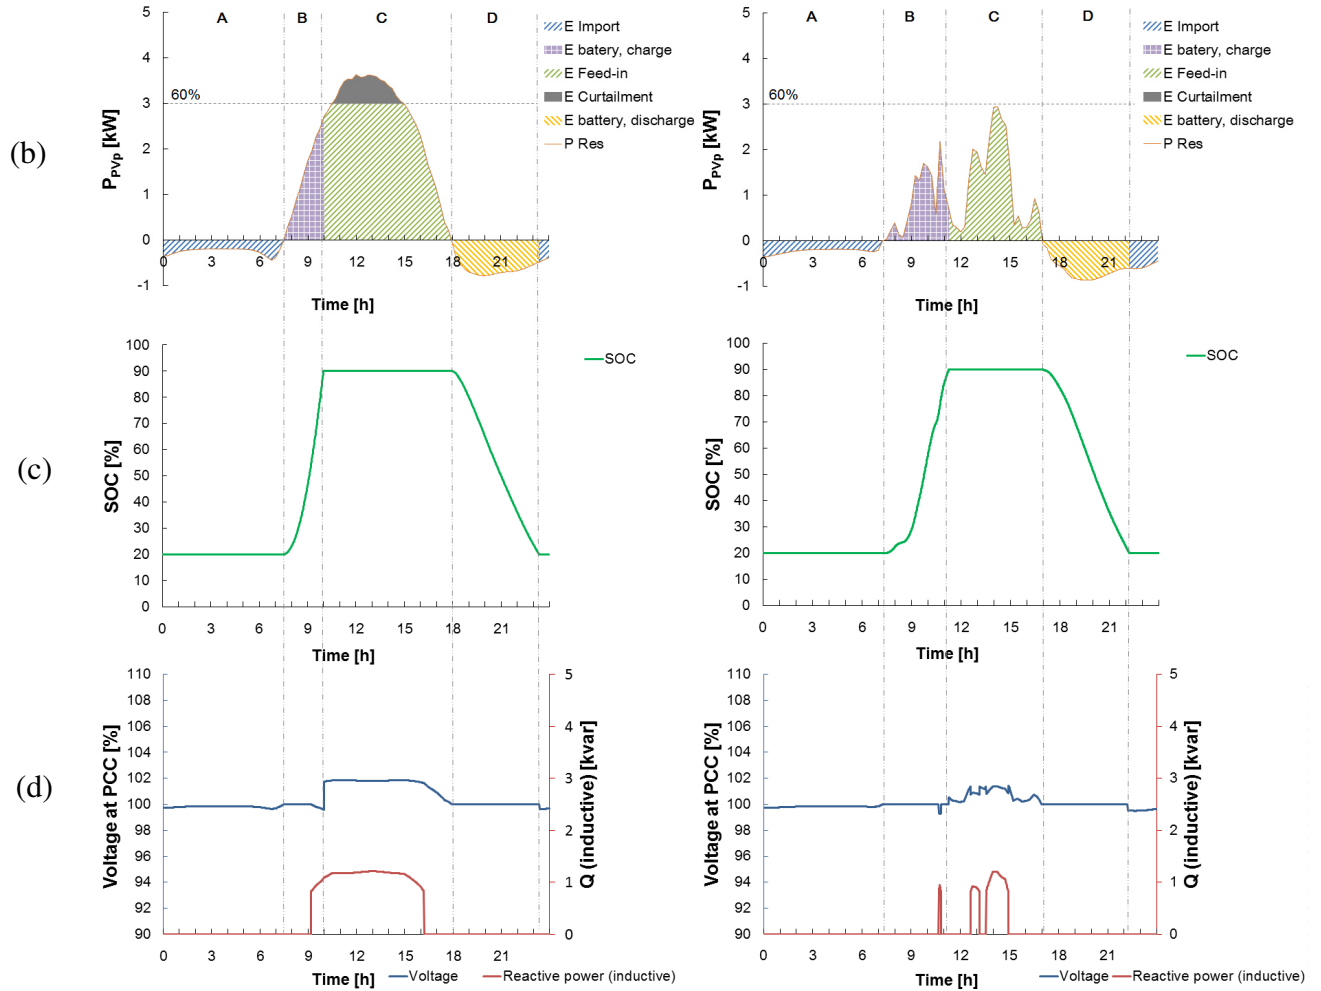 (b)
A B C D
5
4
3
2
1
0
-1
60%
P_PVp [kW]
0 3 6 9 12 15 18 21
Time [h]
E Import
E batery, charge
E Feed-in
E Curtailment
E battery, discharge
P Res
A B C D
5
4
3
2
1
0
-1
60%
P_PVp [kW]
0 3 6 9 12 15 18 21
Time [h]
E Import
E batery, charge
E Feed-in
E Curtailment
E battery, discharge
P Res
(c)
100
90
80
70
60
50
40
30
20
10
0
SOC [%]
0 3 6 9 12 15 18 21
Time [h]
SOC
100
90
80
70
60
50
40
30
20
10
0
SOC [%]
0 3 6 9 12 15 18 21
Time [h]
SOC
(d)
110
108
106
104
102
100
98
96
94
92
90
Voltage at PCC [%]
5
4
3
2
1
0
Q (inductive) [kvar]
0 3 6 9 12 15 18 21
Time [h]
Voltage
Reactive power (inductive)
110
108
106
104
102
100
98
96
94
92
90
Voltage at PCC [%]
5
4
3
2
1
0
Q (inductive) [kvar]
0 3 6 9 12 15 18 21
Time [h]
Voltage
Reactive power (inductive)